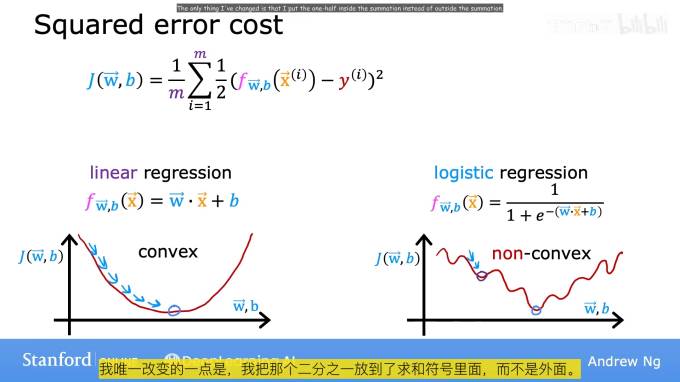 The only thing I've changed is that I put the one-half inside the summation instead of outside the summation.
Squared error cost
bilibili
J(w⃗, b) = 1/m ∑_{i=1}^{m} 1/2 (f_{w⃗,b}(x⃗^{(i)}) − y^{(i)})²
linear regression
f_{w⃗,b}(x⃗) = w⃗ · x⃗ + b
J(w⃗, b)
convex
w⃗, b
logistic regression
f_{w⃗,b}(x⃗) = 1 / (1 + e^{−(w⃗·x⃗+b)})
J(w⃗, b)
non-convex
w⃗, b
Stanford
Andrew Ng
我唯一改变的一点是，我把那个二分之一放到了求和符号里面，而不是外面。